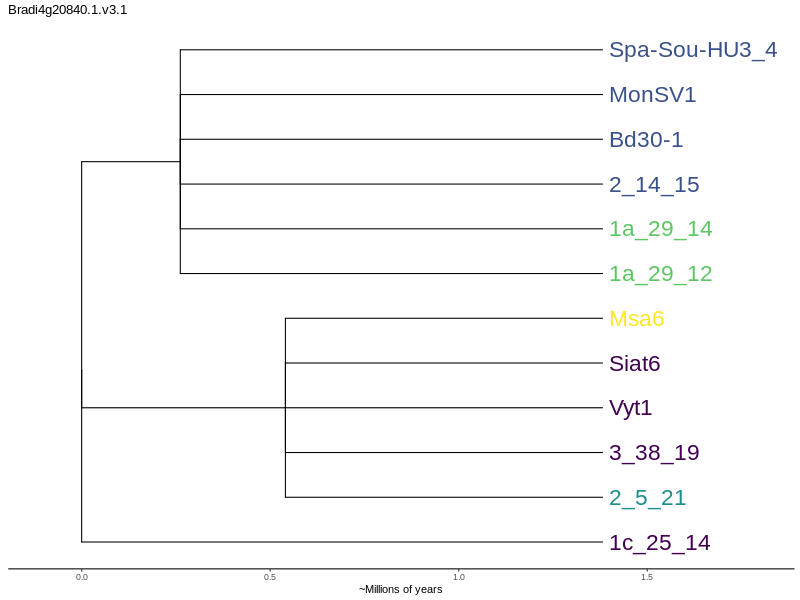 Bradi4g20840.1.v3.1
Spa-Sou-HU3_4
MonSV1
Bd30-1
2_14_15
1a_29_14
1a_29_12
Msa6
Siat6
Vyt1
3_38_19
2_5_21
1c_25_14
0.0 0.5 1.0 1.5
~Millions of years